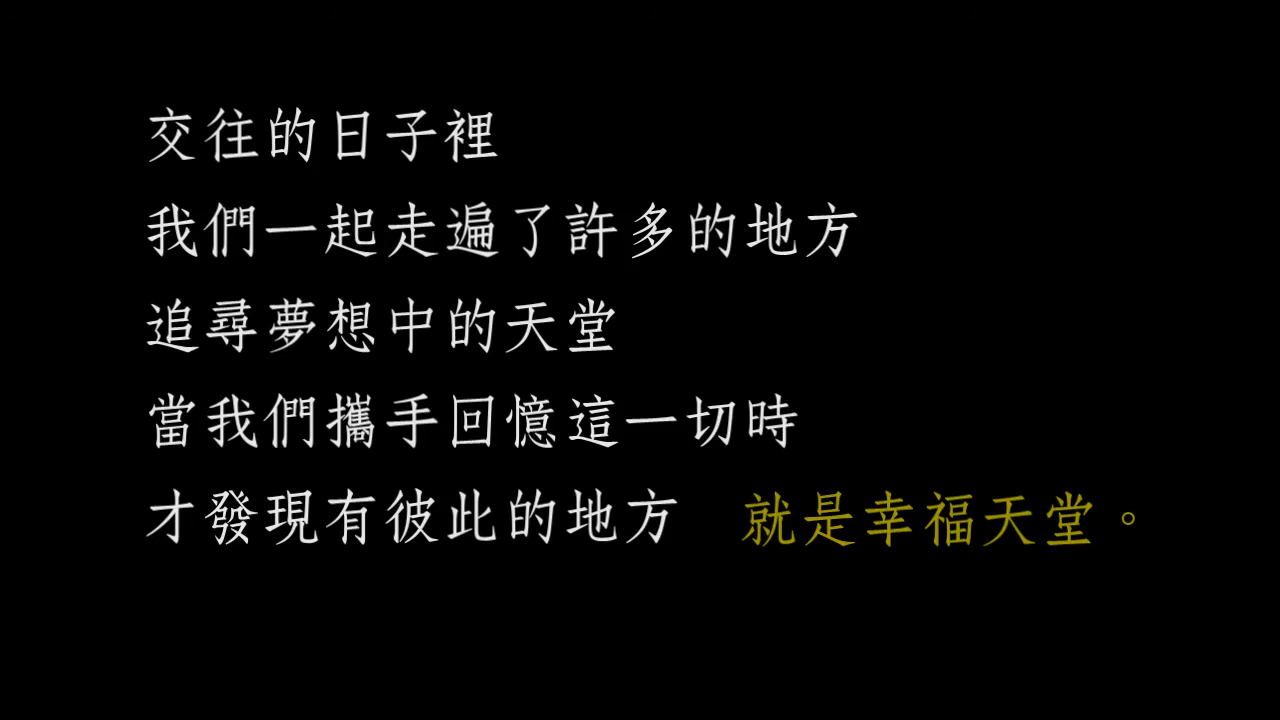 交往的日子裡
我們一起走遍了許多的地方
追尋夢想中的天堂
當我們攜手回憶這一切時
才發現有彼此的地方　就是幸福天堂。